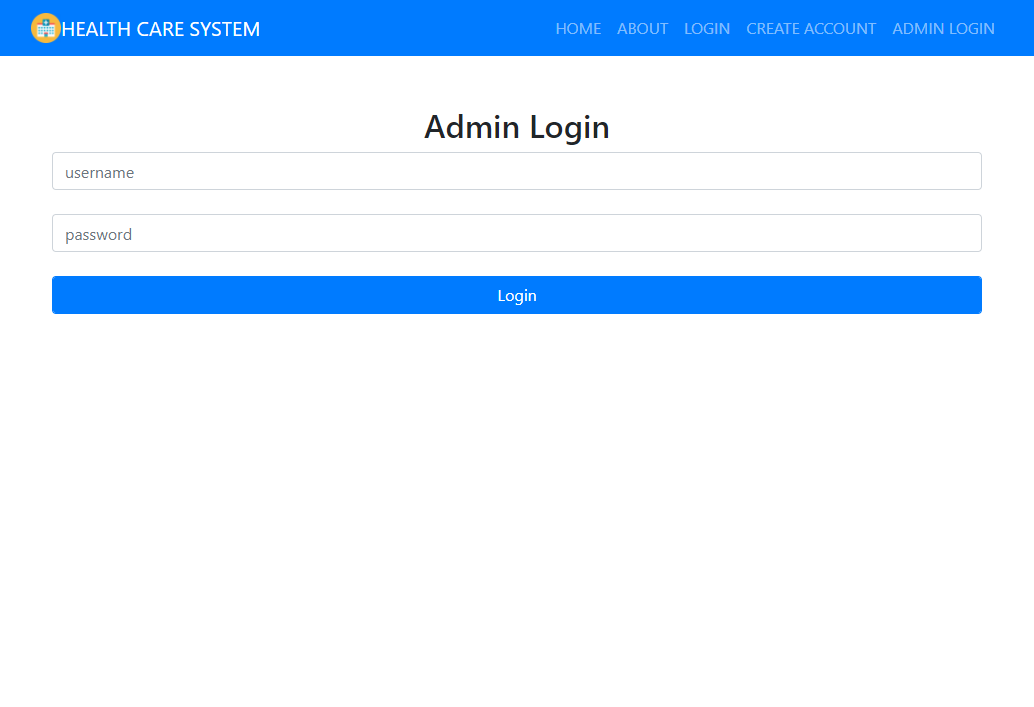 HEALTH CARE SYSTEM
HOME ABOUT LOGIN CREATE ACCOUNT ADMIN LOGIN
Admin Login
username
password
Login